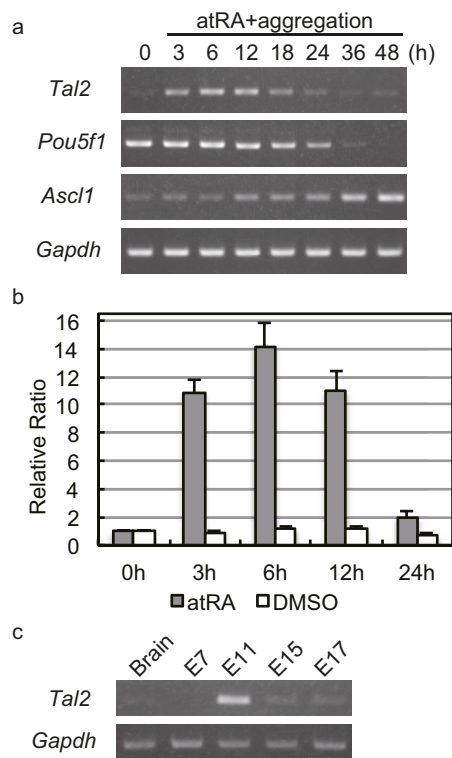 a
atRA+aggregation
0 3 6 12 18 24 36 48 (h)
Tal2
Pou5f1
Ascl1
Gapdh
b
Relative Ratio
16
14
12
10
8
6
4
2
0
0h 3h 6h 12h 24h
atRA DMSO
c
Brain E7 E11 E15 E17
Tal2
Gapdh